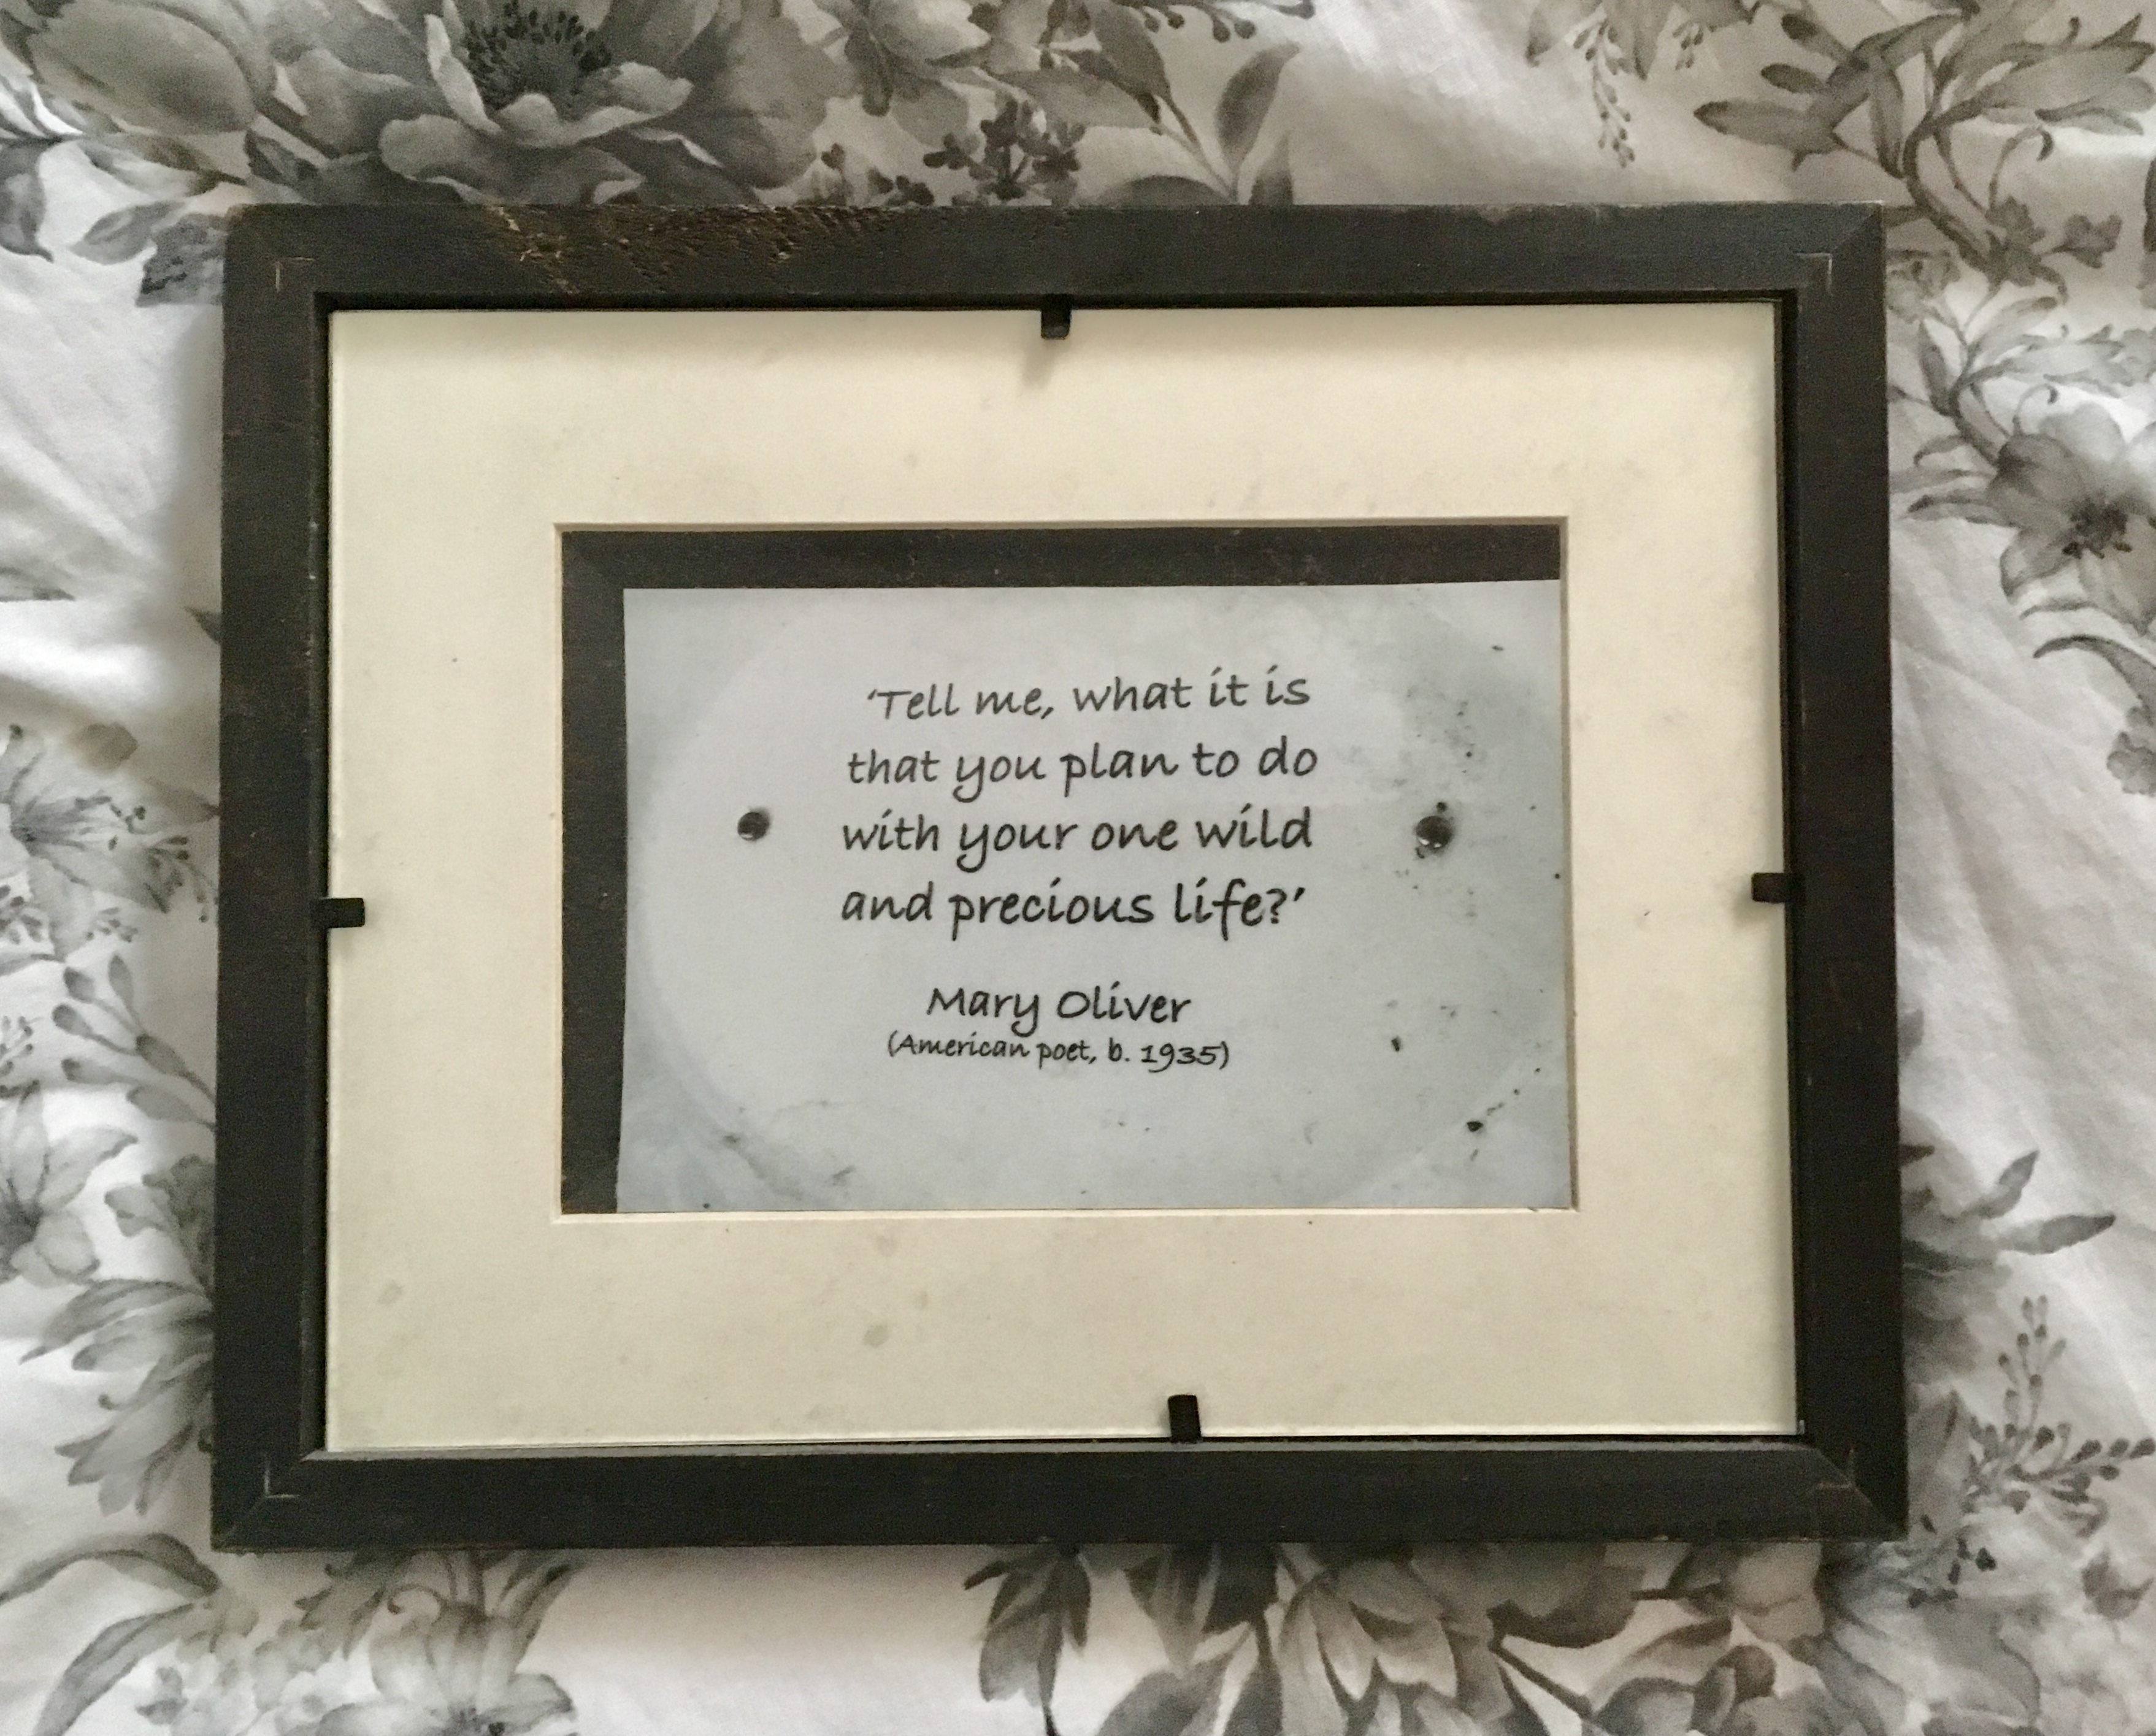 ‘Tell me, what it is
that you plan to do
with your one wild
and precious life?’
Mary Oliver
(American poet, b. 1935)